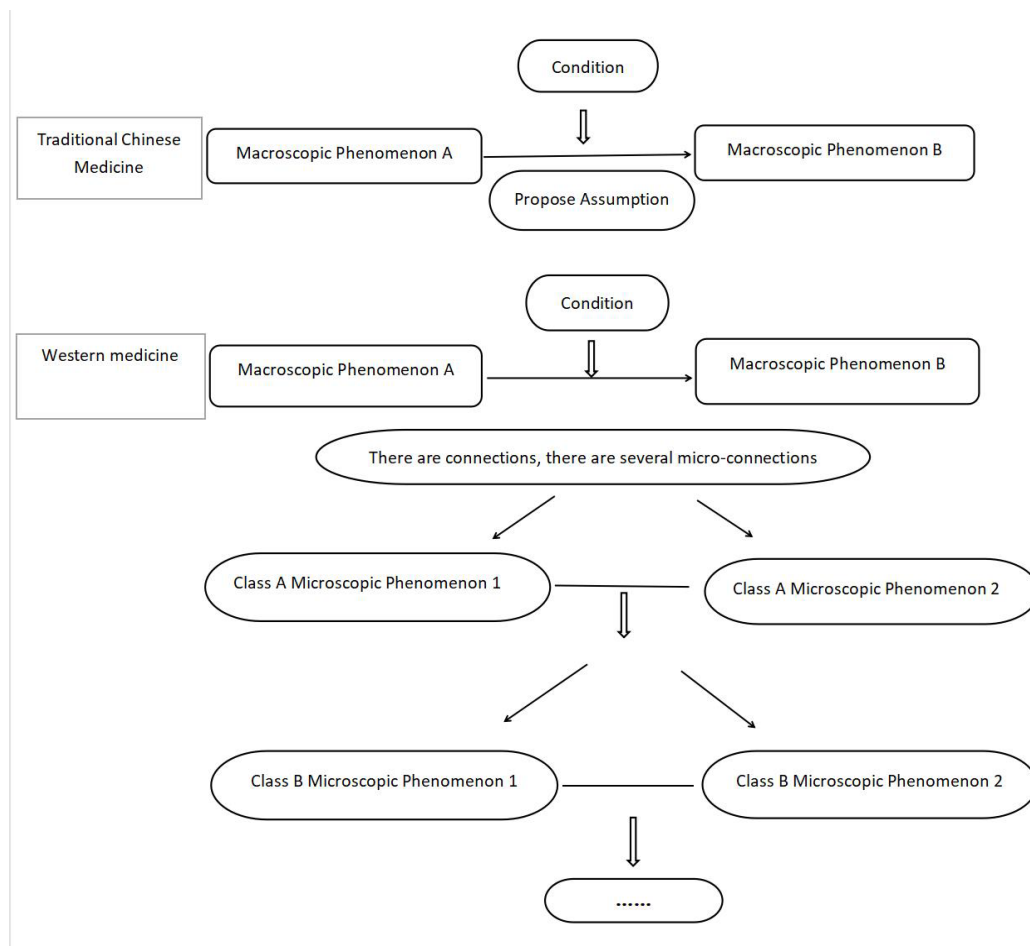 Condition
Traditional Chinese
Medicine
Macroscopic Phenomenon A
Macroscopic Phenomenon B
Propose Assumption
Condition
Western medicine
Macroscopic Phenomenon A
Macroscopic Phenomenon B
There are connections, there are several micro-connections
Class A Microscopic Phenomenon 1
Class A Microscopic Phenomenon 2
Class B Microscopic Phenomenon 1
Class B Microscopic Phenomenon 2
......